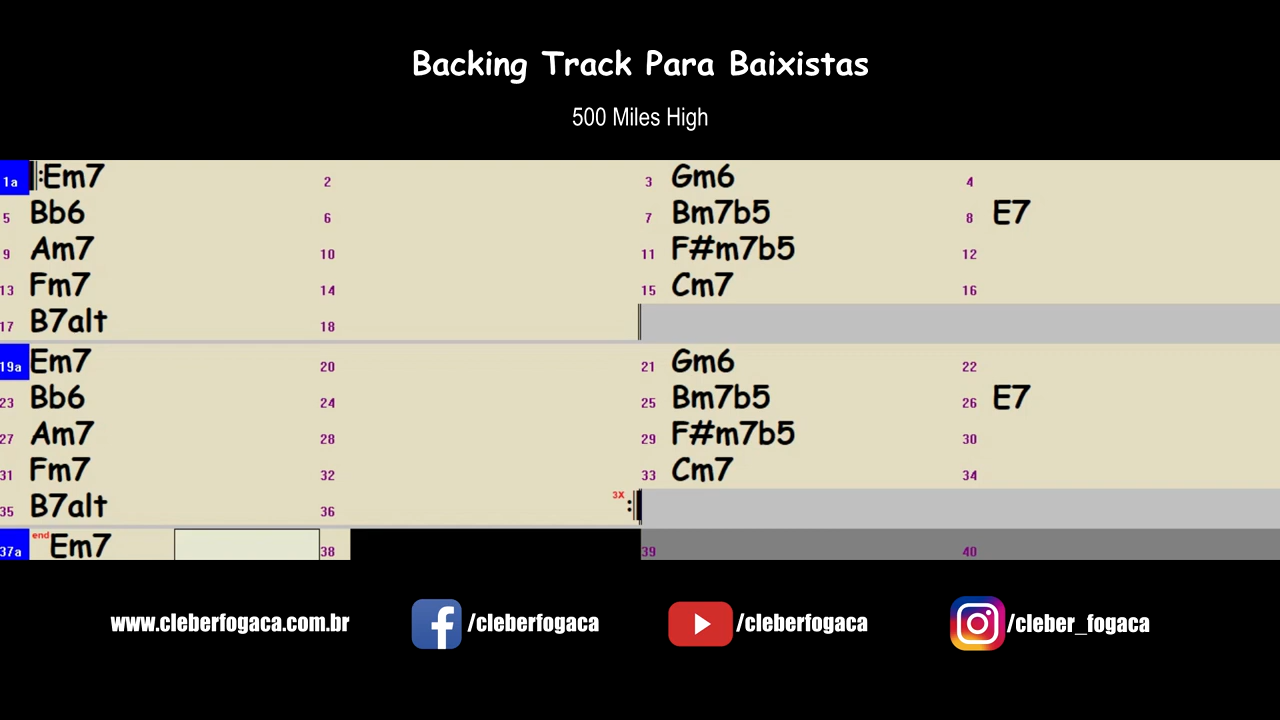 Backing Track Para Baixistas
500 Miles High
1a Em7 2 3 Gm6 4
5 Bb6 6 7 Bm7b5 8 E7
9 Am7 10 11 F#m7b5 12
13 Fm7 14 15 Cm7 16
17 B7alt 18
19a Em7 20 21 Gm6 22
23 Bb6 24 25 Bm7b5 26 E7
27 Am7 28 29 F#m7b5 30
31 Fm7 32 33 Cm7 34
35 B7alt 36 3X
37a end Em7 38 39 40
www.cleberfogaca.com.br /cleberfogaca /cleberfogaca /cleber_fogaca